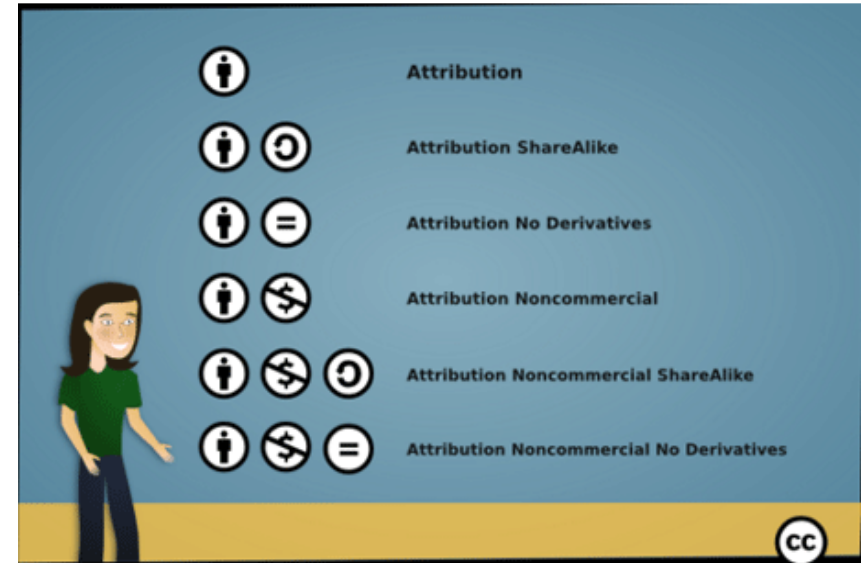 Attribution
Attribution ShareAlike
Attribution No Derivatives
Attribution Noncommercial
Attribution Noncommercial ShareAlike
Attribution Noncommercial No Derivatives
cc